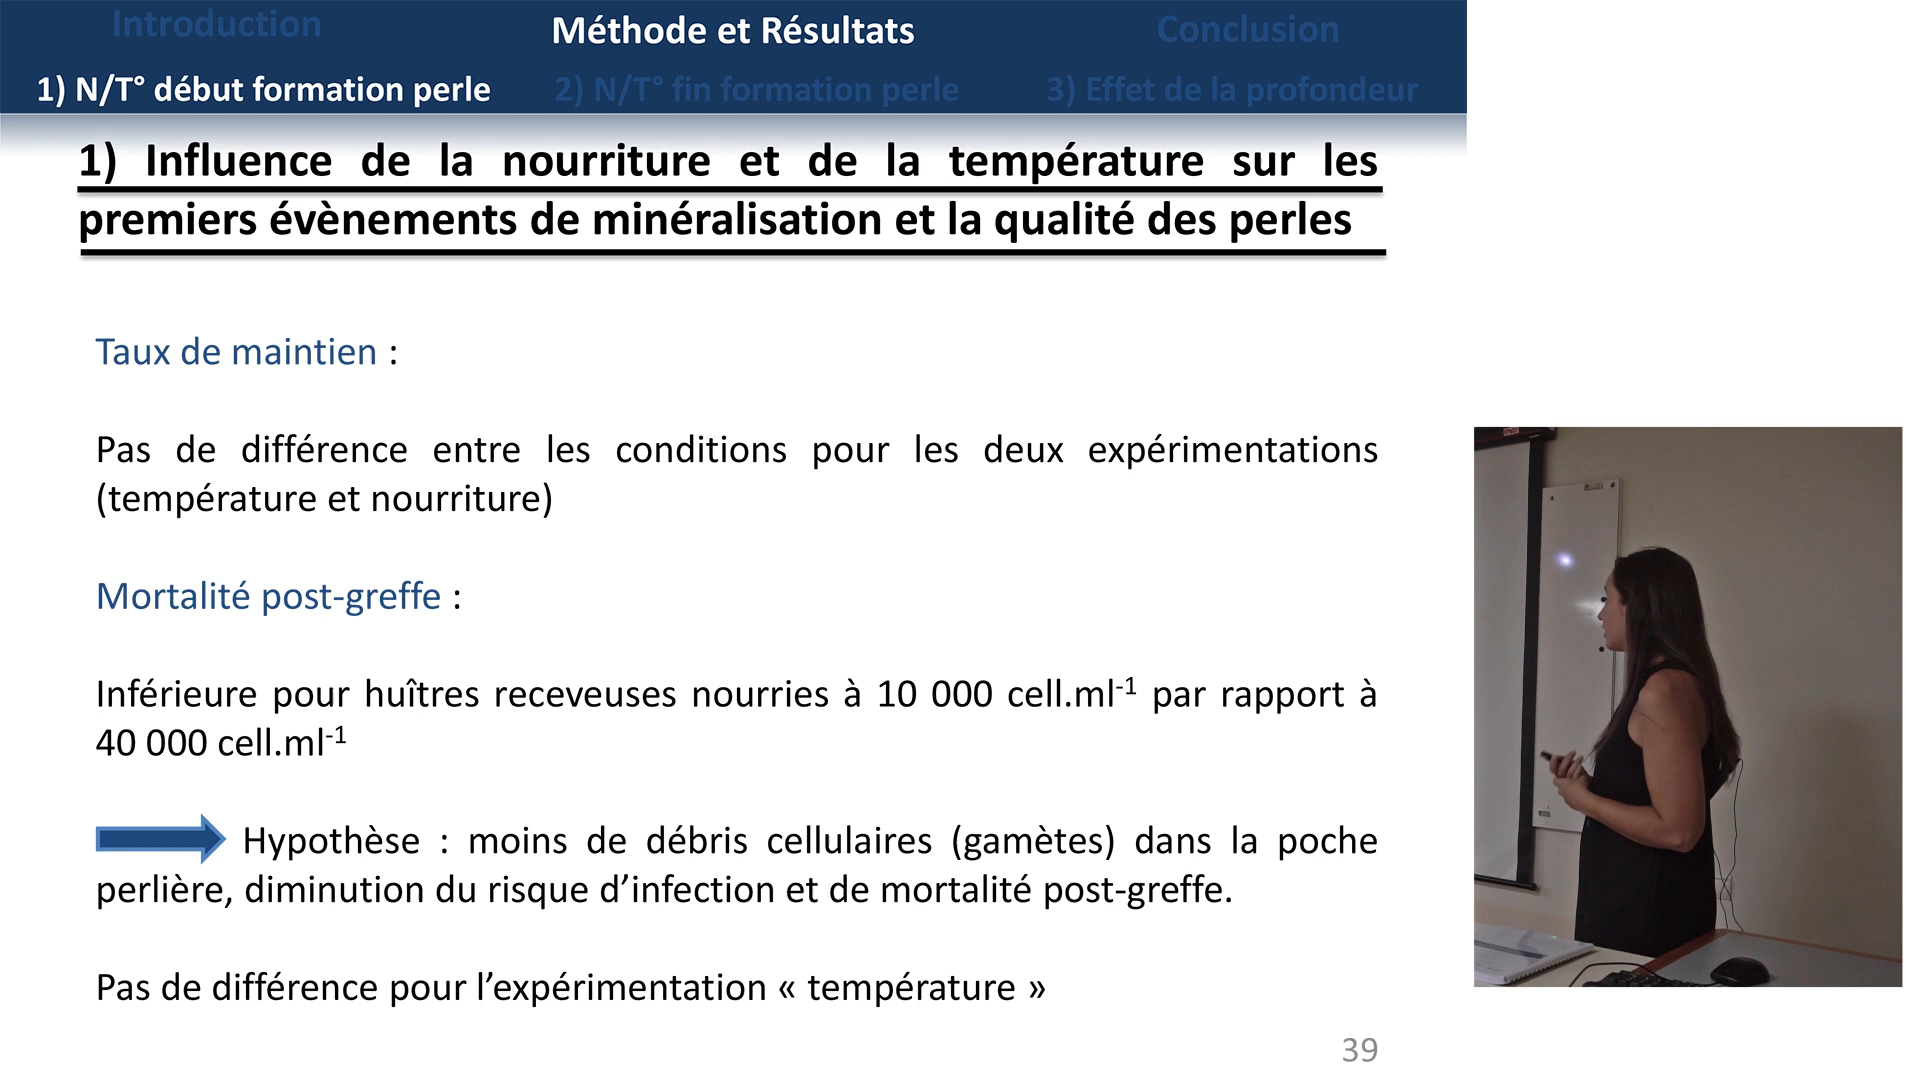 Introduction
Méthode et Résultats
Conclusion
1) N/T° début formation perle
2) N/T° fin formation perle
3) Effet de la profondeur
1) Influence de la nourriture et de la température sur les
premiers évènements de minéralisation et la qualité des perles
Taux de maintien :
Pas de différence entre les conditions pour les deux expérimentations
(température et nourriture)
Mortalité post-greffe :
Inférieure pour huîtres receveuses nourries à 10 000 cell.ml-1 par rapport à
40 000 cell.ml-1
Hypothèse : moins de débris cellulaires (gamètes) dans la poche
perlière, diminution du risque d’infection et de mortalité post-greffe.
Pas de différence pour l’expérimentation « température »
39